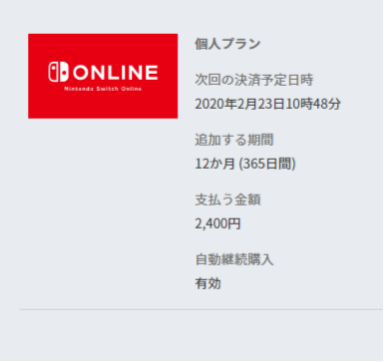 ONLINE
Nintendo Switch Online
個人プラン
次回の決済予定日時
2020年2月23日10時48分
追加する期間
12か月 (365日間)
支払う金額
2,400円
自動継続購入
有効